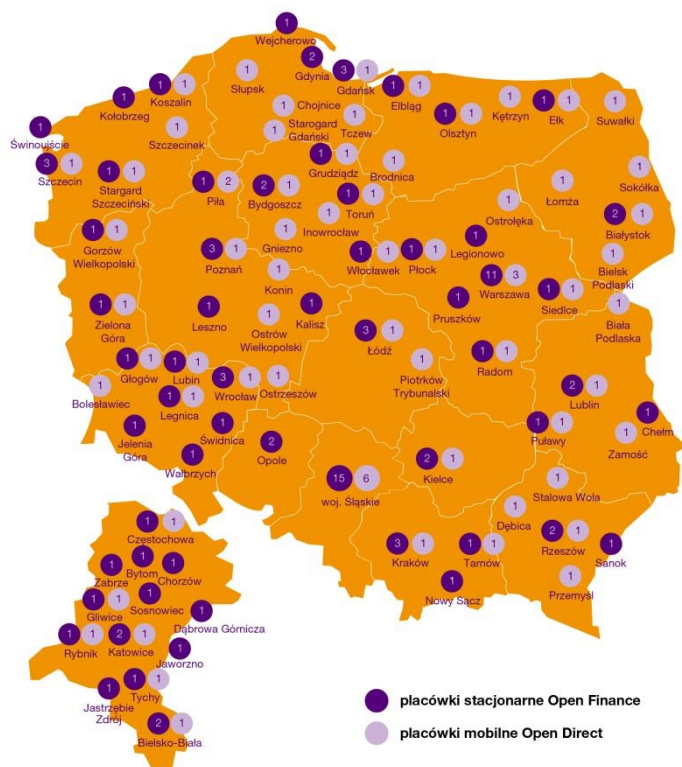 1
Wejcherowo
2
Gdynia
3 1
Gdańsk
1
Słupsk
1 1
Koszalin
1
Kołobrzeg
1
Świnoujście
1
Szczecinek
1
Chojnice
1
Starogard
Gdański
1
Tczew
1 1
Elbląg
1 1
Olsztyn
1
Kętrzyn
1 1
Ełk
1
Suwałki
3 1
Szczecin
1 1
Stargard
Szczeciński
1 2
Piła
2 1
Bydgoszcz
1 1
Grudziądz
1 1
Toruń
1
Brodnica
1
Inowrocław
1
Ostrołęka
1
Łomża
1
Sokółka
2 1
Białystok
1
Bielsk
Podlaski
1 1
Gorzów
Wielkopolski
3 1
Poznań
1
Gniezno
1
Konin
1 1
Włocławek
1 1
Płock
1
Legionowo
11 3
Warszawa
1
Pruszków
1 1
Siedlce
1
Biała
Podlaska
1 1
Zielona
Góra
1
Leszno
1
Ostrów
Wielkopolski
1
Kalisz
3 1
Łódź
1
Piotrków
Trybunalski
1 1
Radom
2 1
Lublin
1
Chełm
1 1
Puławy
1
Zamość
1 1
Głogów
1 1
Lubin
3 1
Wrocław
1
Ostrzeszów
1
Bolesławiec
1 1
Legnica
1
Jelenia
Góra
1
Świdnica
1
Wałbrzych
2
Opole
15 6
woj. Śląskie
2 1
Kielce
1
Stalowa Wola
1
Dębica
2 1
Rzeszów
1
Sanok
1
Przemyśl
3 1
Kraków
1 1
Tarnów
1
Nowy Sącz
1 1
Częstochowa
1
Zabrze
1
Bytom
1
Chorzów
1 1
Gliwice
1
Sosnowiec
1
Dąbrowa Górnicza
1 1
Rybnik
2 1
Katowice
1
Jaworzno
1
Jastrzębie
Zdrój
1 1
Tychy
2 1
Bielsko-Biała
placówki stacjonarne Open Finance
placówki mobilne Open Direct